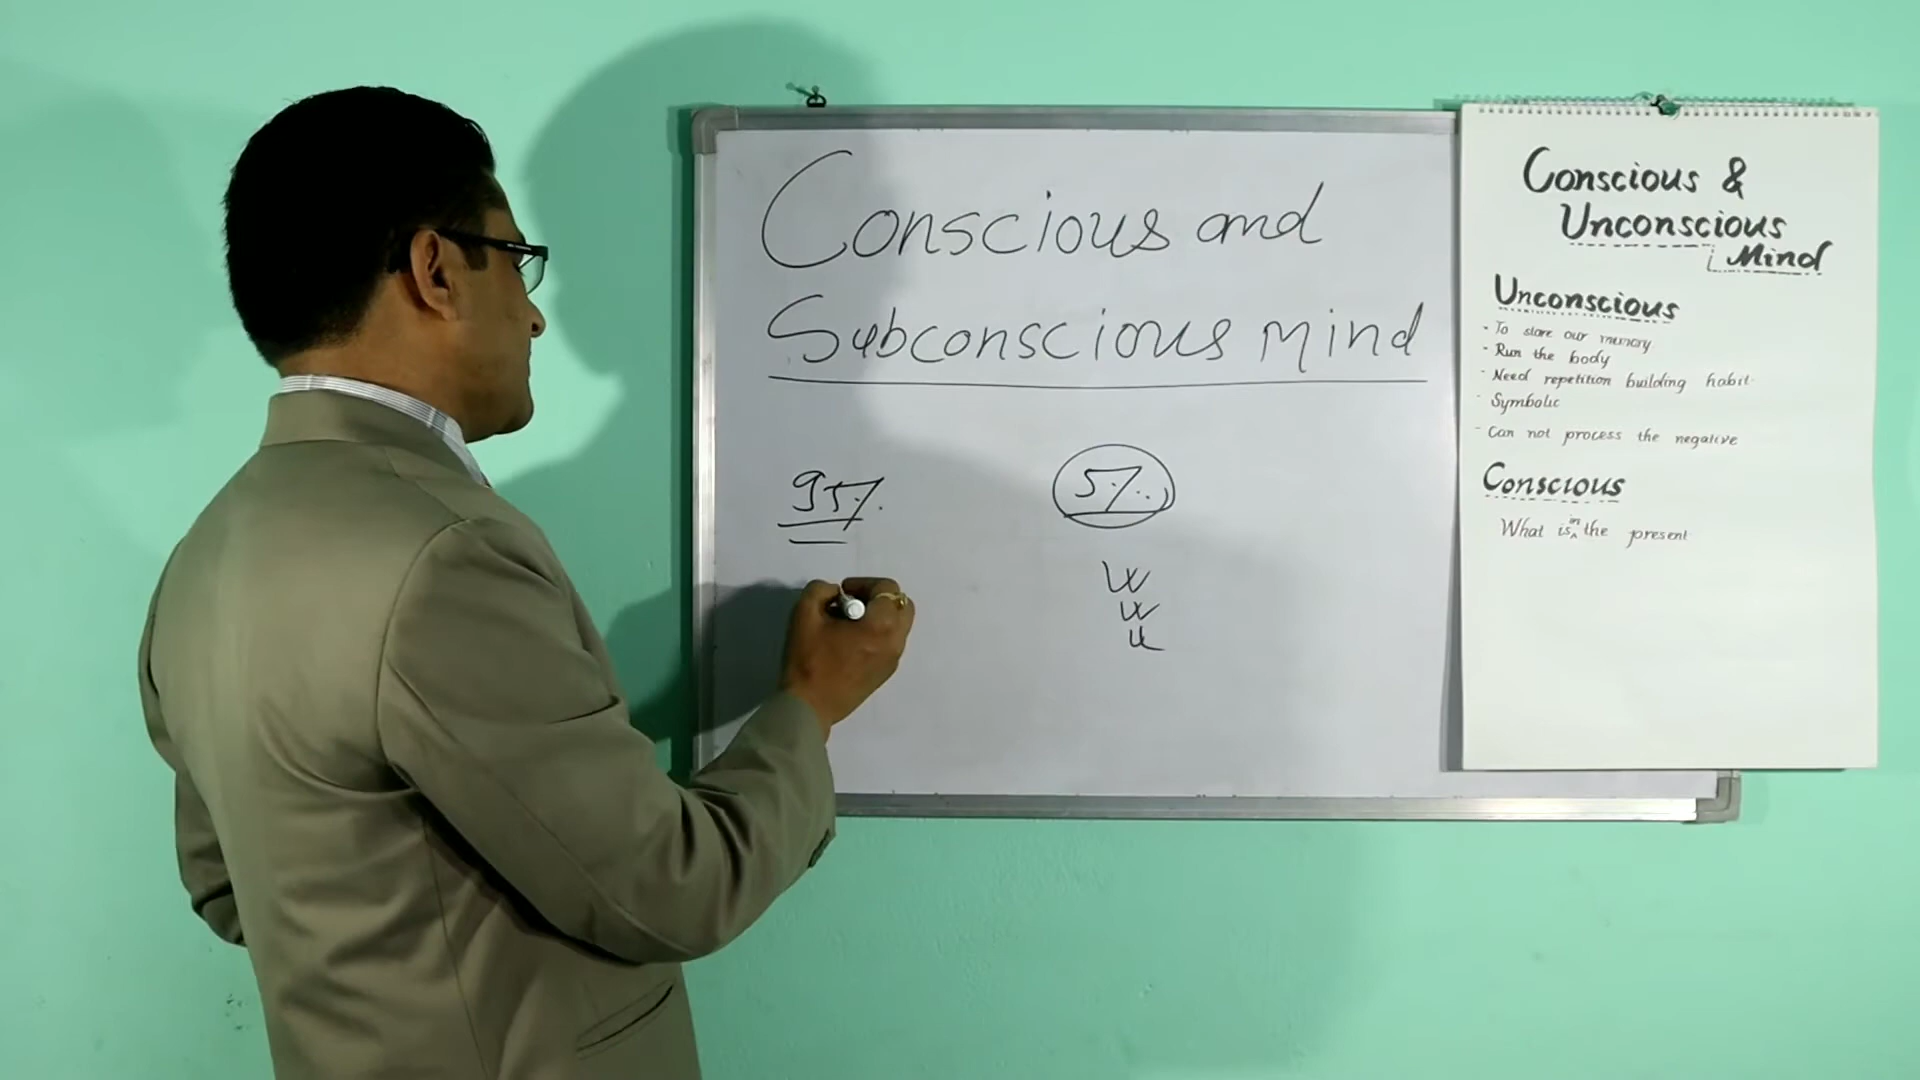 Conscious and
Subconscious Mind
95%.
5%.
W
W
Conscious &
Unconscious
Mind
Unconscious
- To store our memory
- Run the body
- Need repetition building habit.
- Symbolic
- Can not process the negative
Conscious
What is in the present